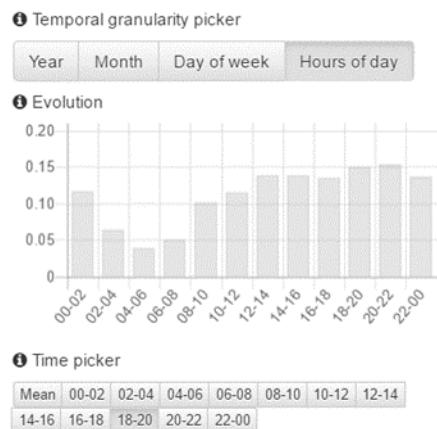 Temporal granularity picker
Year Month Day of week Hours of day
Evolution
0.20
0.15
0.10
0.05
0
00-02 02-04 04-06 06-08 08-10 10-12 12-14 14-16 16-18 18-20 20-22 22-00
Time picker
Mean 00-02 02-04 04-06 06-08 08-10 10-12 12-14
14-16 16-18 18-20 20-22 22-00